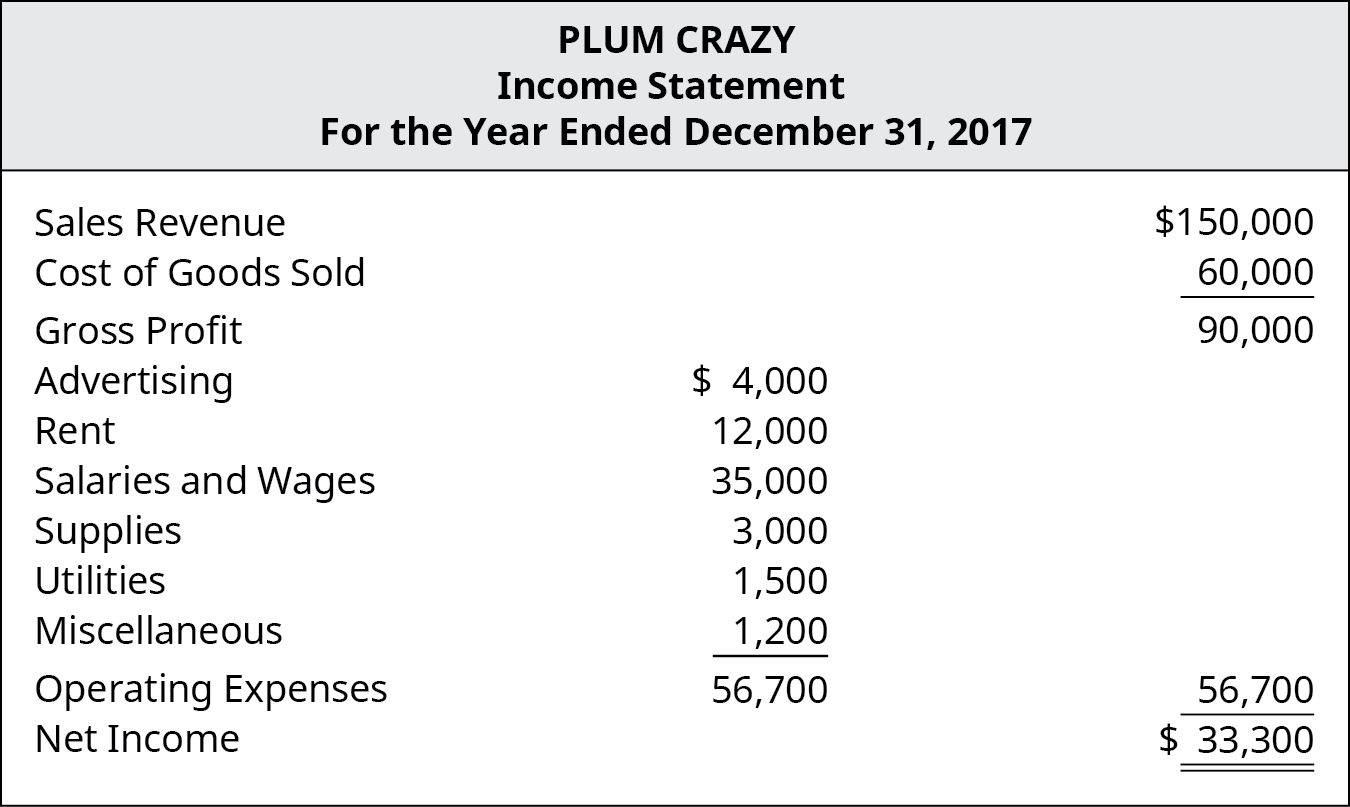 PLUM CRAZY
Income Statement
For the Year Ended December 31, 2017
Sales Revenue $150,000
Cost of Goods Sold 60,000
Gross Profit 90,000
Advertising $ 4,000
Rent 12,000
Salaries and Wages 35,000
Supplies 3,000
Utilities 1,500
Miscellaneous 1,200
Operating Expenses 56,700 56,700
Net Income $ 33,300